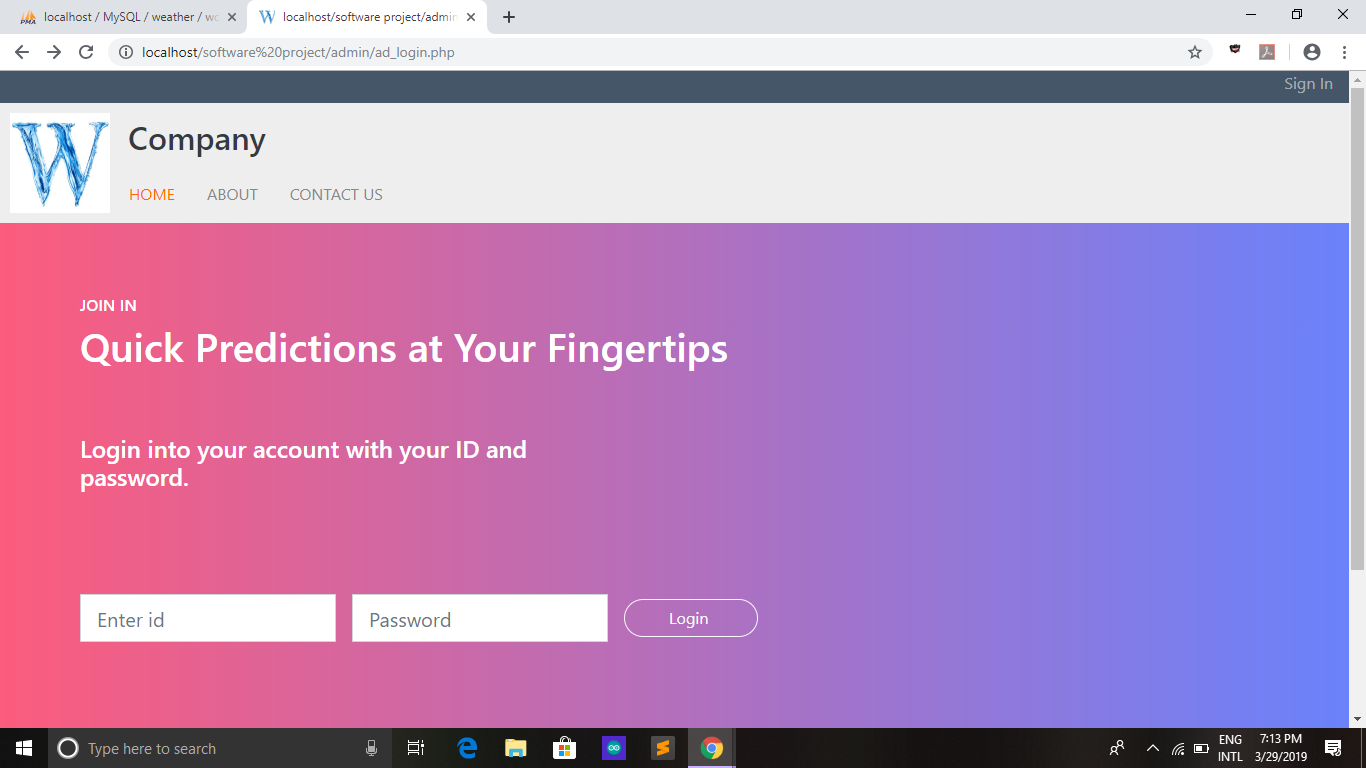 localhost / MySQL / weather / wo
localhost/software project/admin
localhost/software%20project/admin/ad_login.php
Sign In
W
Company
HOME ABOUT CONTACT US
JOIN IN
Quick Predictions at Your Fingertips
Login into your account with your ID and
password.
Enter id Password Login
Type here to search
ENG 7:13 PM
INTL 3/29/2019